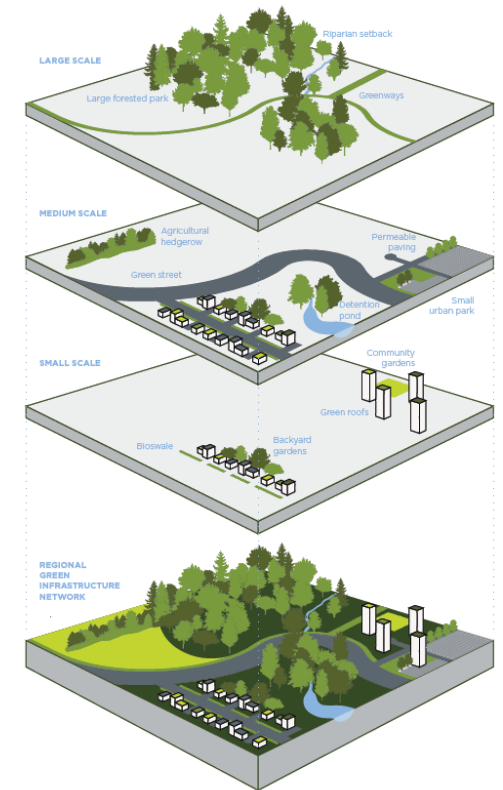 LARGE SCALE
Riparian setback
Large forested park
Greenways
MEDIUM SCALE
Agricultural
hedgerow
Permeable
paving
Green street
Detention
pond
Small
urban park
SMALL SCALE
Community
gardens
Green roofs
Bioswale
Backyard
gardens
REGIONAL
GREEN
INFRASTRUCTURE
NETWORK